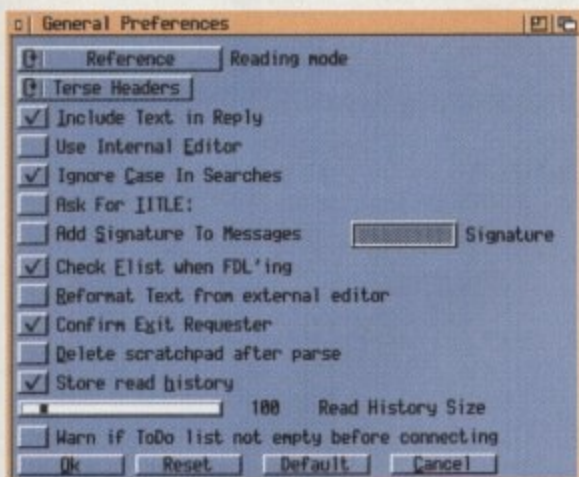 General Preferences
Reference Reading mode
Terse Headers
Include Text in Reply
Use Internal Editor
Ignore Case In Searches
Ask For TITLE:
Add Signature To Messages Signature
Check Elist when FDL'ing
Reformat Text from external editor
Confirm Exit Requester
Delete scratchpad after parse
Store read history
100 Read History Size
Warn if ToDo list not empty before connecting
Ok Reset Default Cancel